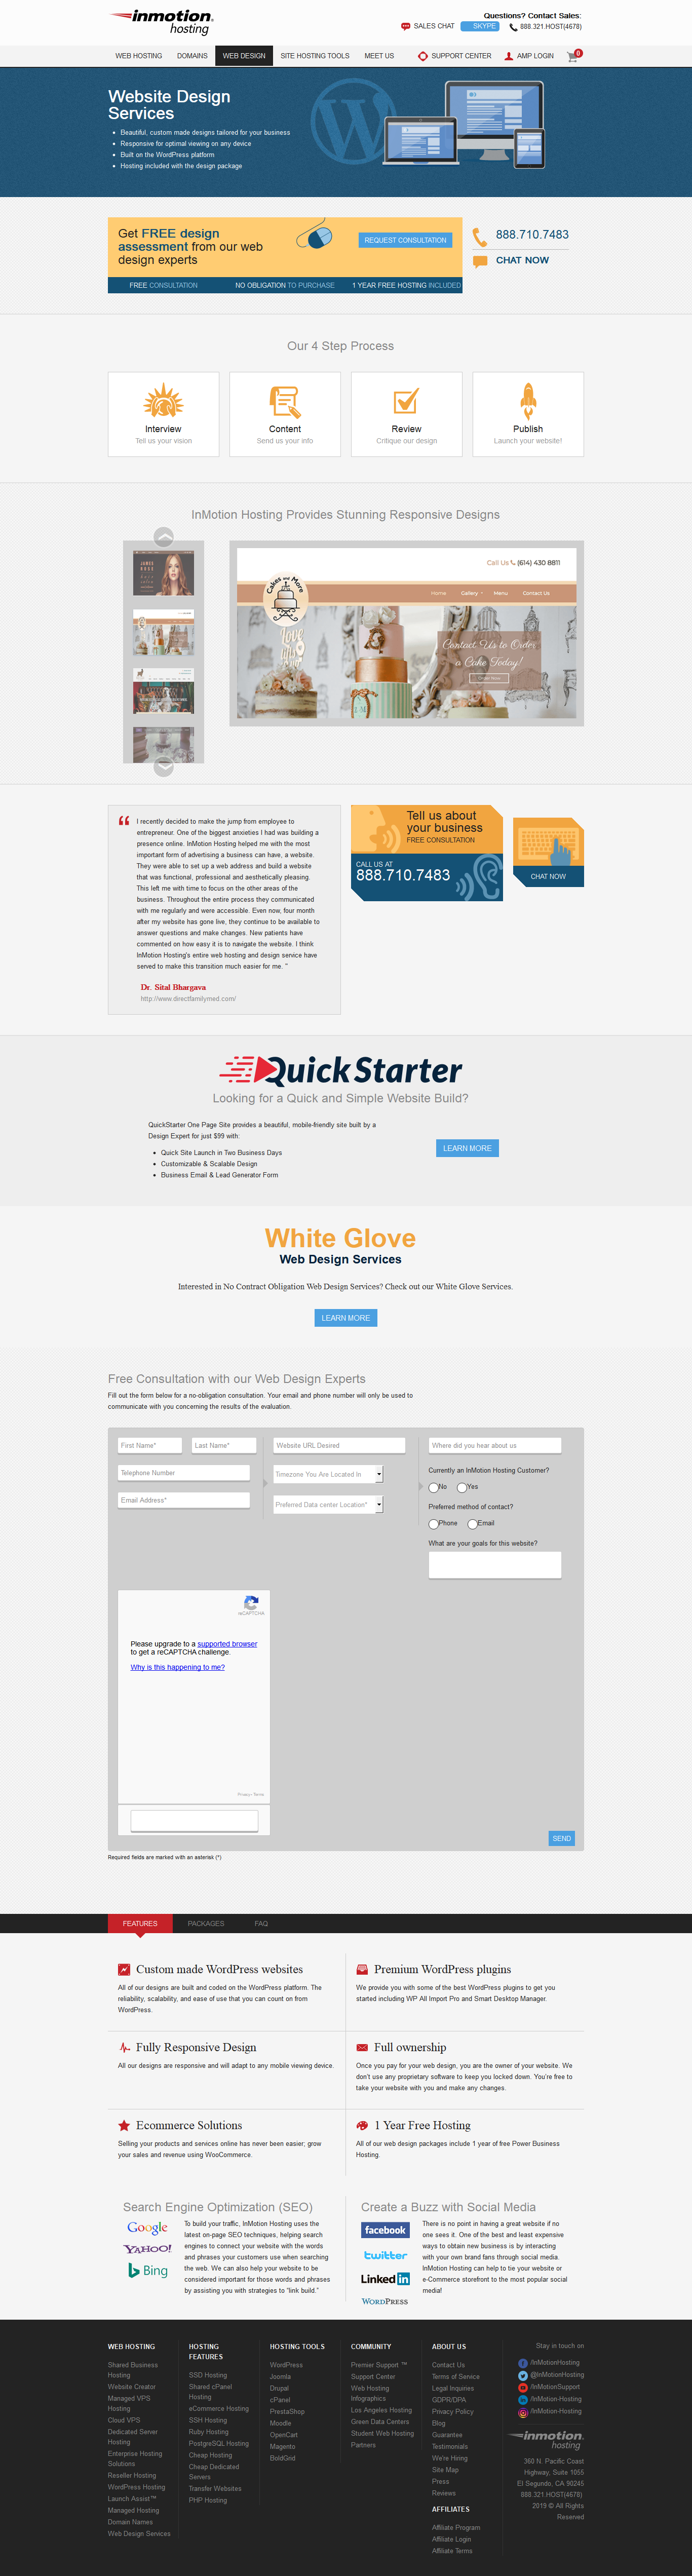 inmotion
hosting
Questions? Contact Sales:
SALES CHAT
SKYPE
888.321.HOST(4678)
WEB HOSTING
DOMAINS
WEB DESIGN
SITE HOSTING TOOLS
MEET US
SUPPORT CENTER
AMP LOGIN
0
Website Design
Services
Beautiful, custom made designs tailored for your business
Responsive for optimal viewing on any device
Built on the WordPress platform
Hosting included with the design package
Get FREE design
assessment from our web
design experts
REQUEST CONSULTATION
FREE CONSULTATION
NO OBLIGATION TO PURCHASE
1 YEAR FREE HOSTING INCLUDED
888.710.7483
CHAT NOW
Our 4 Step Process
Interview
Tell us your vision
Content
Send us your info
Review
Critique our design
Publish
Launch your website!
InMotion Hosting Provides Stunning Responsive Designs
JAMES
ROSS
Call Us (614) 430 8811
Cakes and More
Home
Gallery
Menu
Contact Us
love
Contact Us to Order
a Cake Today!
Order Now
I recently decided to make the jump from employee to
entrepreneur. One of the biggest anxieties I had was building a
presence online. InMotion Hosting helped me with the most
important form of advertising a business can have, a website.
They were able to set up a web address and build a website
that was functional, professional and aesthetically pleasing.
This left me with time to focus on the other areas of the
business. Throughout the entire process they communicated
with me regularly and were accessible. Even now, four month
after my website has gone live, they continue to be available to
answer questions and make changes. New patients have
commented on how easy it is to navigate the website. I think
InMotion Hosting's entire web hosting and design service have
served to make this transition much easier for me. "
Dr. Sital Bhargava
http://www.directfamilymed.com/
Tell us about
your business
FREE CONSULTATION
CALL US AT
888.710.7483
CHAT NOW
QuickStarter
Looking for a Quick and Simple Website Build?
QuickStarter One Page Site provides a beautiful, mobile-friendly site built by a
Design Expert for just $99 with:
Quick Site Launch in Two Business Days
Customizable & Scalable Design
Business Email & Lead Generator Form
LEARN MORE
White Glove
Web Design Services
Interested in No Contract Obligation Web Design Services? Check out our White Glove Services.
LEARN MORE
Free Consultation with our Web Design Experts
Fill out the form below for a no-obligation consultation. Your email and phone number will only be used to
communicate with you concerning the results of the evaluation.
First Name*
Last Name*
Telephone Number
Email Address*
Website URL Desired
Timezone You Are Located In
Preferred Data center Location*
Where did you hear about us
Currently an InMotion Hosting Customer?
No
Yes
Preferred method of contact?
Phone
Email
What are your goals for this website?
reCAPTCHA
Please upgrade to a supported browser
to get a reCAPTCHA challenge.
Why is this happening to me?
Privacy - Terms
SEND
Required fields are marked with an asterisk (*)
FEATURES
PACKAGES
FAQ
Custom made WordPress websites
All of our designs are built and coded on the WordPress platform. The
reliability, scalability, and ease of use that you can count on from
WordPress.
Premium WordPress plugins
We provide you with some of the best WordPress plugins to get you
started including WP All Import Pro and Smart Desktop Manager.
Fully Responsive Design
All our designs are responsive and will adapt to any mobile viewing device.
Full ownership
Once you pay for your web design, you are the owner of your website. We
don't use any proprietary software to keep you locked down. You're free to
take your website with you and make any changes.
Ecommerce Solutions
Selling your products and services online has never been easier; grow
your sales and revenue using WooCommerce.
1 Year Free Hosting
All of our web design packages include 1 year of free Power Business
Hosting.
Search Engine Optimization (SEO)
Google
YAHOO!
Bing
To build your traffic, InMotion Hosting uses the
latest on-page SEO techniques, helping search
engines to connect your website with the words
and phrases your customers use when searching
the web. We can also help your website to be
considered important for those words and phrases
by assisting you with strategies to "link build."
Create a Buzz with Social Media
facebook
twitter
Linked in
WORDPRESS
There is no point in having a great website if no
one sees it. One of the best and least expensive
ways to obtain new business is by interacting
with your own brand fans through social media.
InMotion Hosting can help to tie your website or
e-Commerce storefront to the most popular social
media!
WEB HOSTING
Shared Business
Hosting
Website Creator
Managed VPS
Hosting
Cloud VPS
Dedicated Server
Hosting
Enterprise Hosting
Solutions
Reseller Hosting
WordPress Hosting
Launch Assist™
Managed Hosting
Domain Names
Web Design Services
HOSTING
FEATURES
SSD Hosting
Shared cPanel
Hosting
eCommerce Hosting
SSH Hosting
Ruby Hosting
PostgreSQL Hosting
Cheap Hosting
Cheap Dedicated
Servers
Transfer Websites
PHP Hosting
HOSTING TOOLS
WordPress
Joomla
Drupal
cPanel
PrestaShop
Moodle
OpenCart
Magento
BoldGrid
COMMUNITY
Premier Support ™
Support Center
Web Hosting
Infographics
Los Angeles Hosting
Green Data Centers
Student Web Hosting
Partners
ABOUT US
Contact Us
Terms of Service
Legal Inquiries
GDPR/DPA
Privacy Policy
Blog
Guarantee
Testimonials
We're Hiring
Site Map
Press
Reviews
AFFILIATES
Affiliate Program
Affiliate Login
Affiliate Terms
Stay in touch on
/InMotionHosting
@InMotionHosting
/InMotionSupport
/InMotion-Hosting
/InMotion-Hosting
inmotion
hosting
360 N. Pacific Coast
Highway, Suite 1055
El Segundo, CA 90245
888.321.HOST(4678)
2019 © All Rights
Reserved